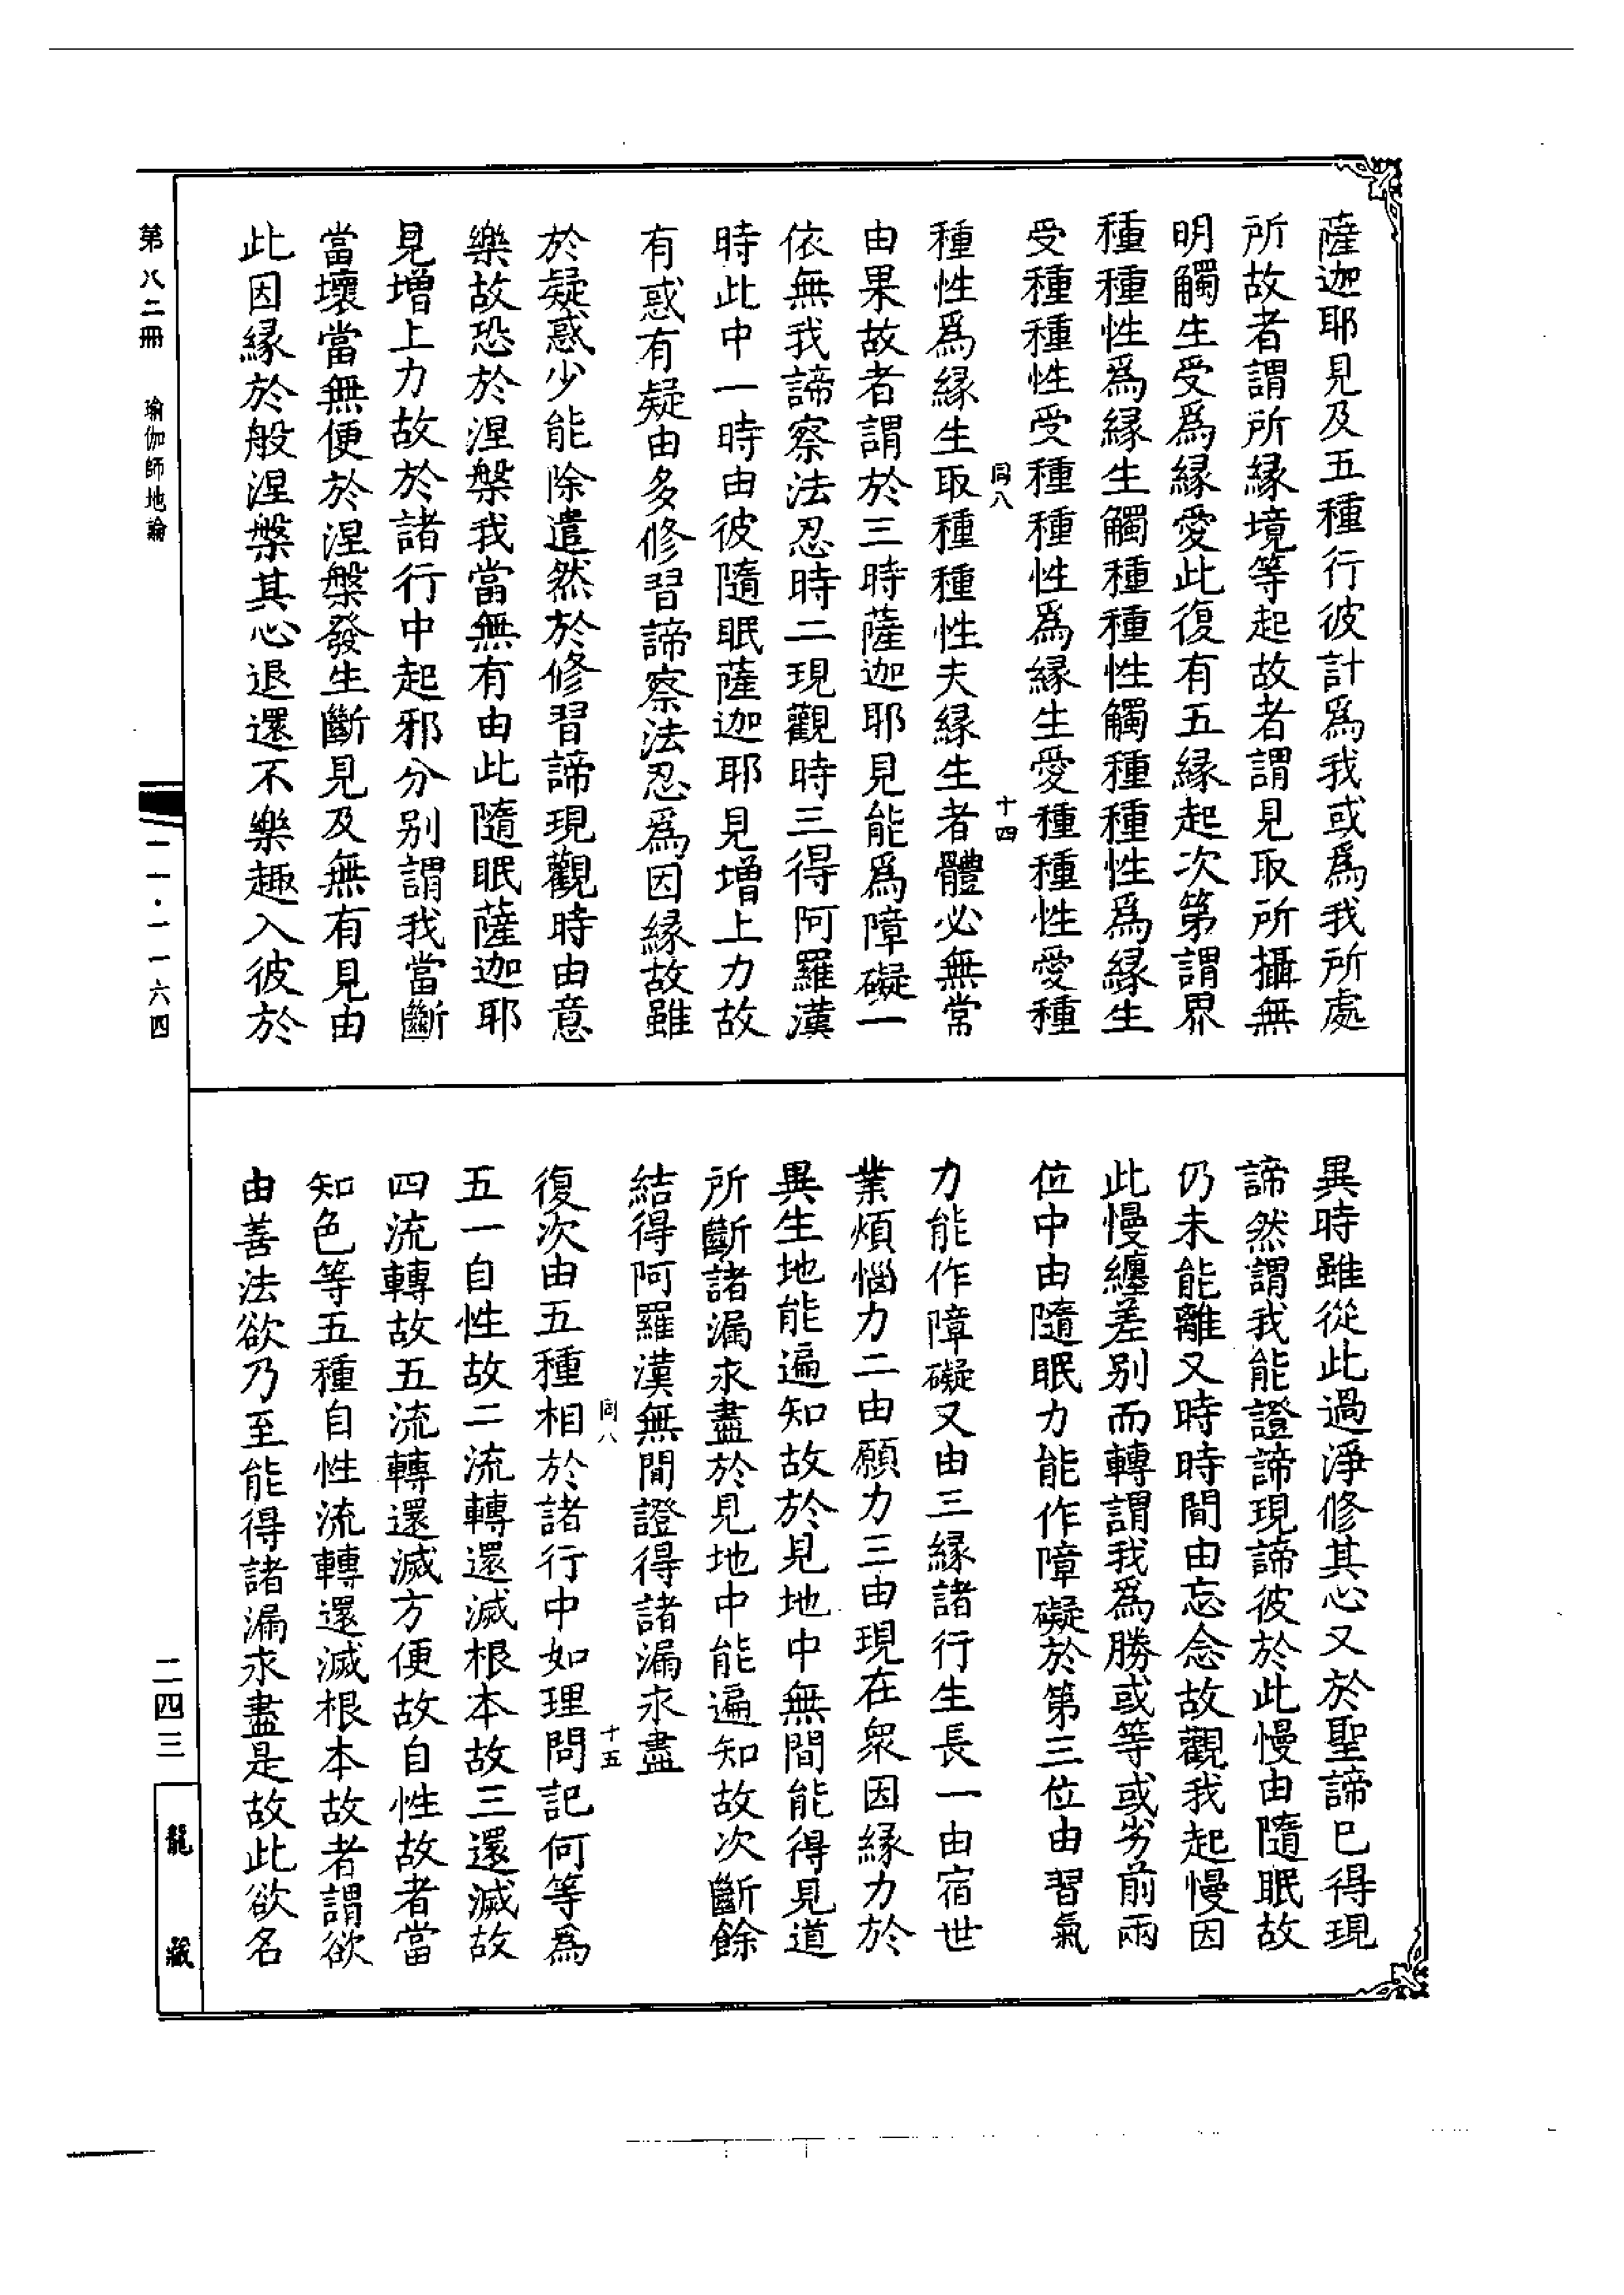 薩迦耶見及五種行彼計爲我或爲我所處
所故者謂所緣境等起故者謂見取所攝無
明觸生受爲緣愛此復有五緣起次第謂界
種種性爲緣生觸種種性觸種種性爲緣生
受種種性受種種性爲緣生愛種種性愛種
同八
十四
種性爲緣生取種種性夫緣生者體必無常
由果故者謂於三時薩迦耶見能爲障礙一
依無我諦察法忍時二現觀時三得阿羅漢
時此中一時由彼隨眠薩迦耶見增上力故
有惑有疑由多修習諦察法忍爲因緣故雖
於疑惑少能除遣然於修習諦現觀時由意
樂故恐於涅槃我當無有由此隨眠薩迦耶
見增上力故於諸行中起邪分别謂我當斷
當壞當無便於涅槃發生斷見及無有見由
此因緣於般涅槃其心退還不樂趣入彼於
異時雖從此過淨修其心又於聖諦已得現
諦然謂我能證諦現諦彼於此慢由隨眠故
仍未能離又時時間由忘念故觀我起慢因
此慢纏差别而轉謂我爲勝或等或劣前兩
位中由隨眠力能作障礙於第三位由習氣
力能作障礙又由三緣諸行生長一由宿世
業煩惱力二由願力三由現在衆因緣力於
異生地能遍知故於見地中無間能得見道
所斷諸漏永盡於見地中能遍知故次斷餘
結得阿羅漢無間證得諸漏永盡
同八
十五
復次由五種相於諸行中如理問記何等爲
五一自性故二流轉還滅根本故三還滅故
四流轉故五流轉還滅方便故自性故者當
知色等五種自性流轉還滅根本故者謂欲
由善法欲乃至能得諸漏永盡是故此欲名
第八二冊
瑜伽師地論
一一·一一六四
二四三
龍藏